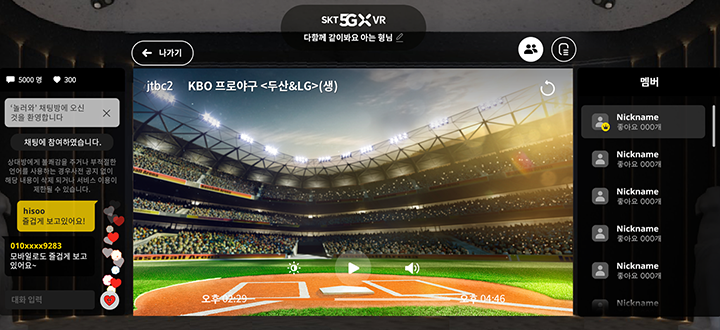 SKT 5GX VR
다함께 같이봐요 아는 형님
나가기
5000 명
300
'놀러와' 채팅방에 오신
것을 환영합니다
채팅에 참여하였습니다.
상대방에게 불쾌감을 주거나 부적절한
언어를 사용하는 경우사전 공지 없이
해당 내용이 삭제 되거나 서비스 이용이
제한될 수 있습니다.
hisoo
즐겁게 보고있어요!
010xxxx9283
모바일로도 즐겁게 보고
있어요~
대화 입력
jtbc2 KBO 프로야구 <두산&LG>(생)
오후 02:29
오후 04:46
멤버
Nickname
좋아요 000개
Nickname
좋아요 000개
Nickname
좋아요 000개
Nickname
좋아요 000개
Nickname
좋아요 000개
Nickname